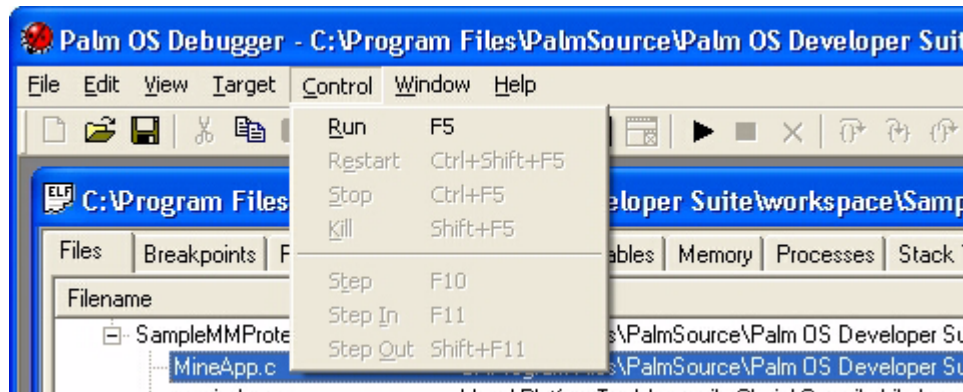 Palm OS Debugger - C:\Program Files\PalmSource\Palm OS Developer Suit
File Edit View Target Control Window Help
Run F5
Restart Ctrl+Shift+F5
Stop Ctrl+F5
Kill Shift+F5
Step F10
Step In F11
Step Out Shift+F11
ELF C:\Program Files eloper Suite\workspace\Samp
Files Breakpoints F ables Memory Processes Stack
Filename
SampleMMProte s\PalmSource\Palm OS Developer Su
MineApp.c s\PalmSource\Palm OS Developer Su